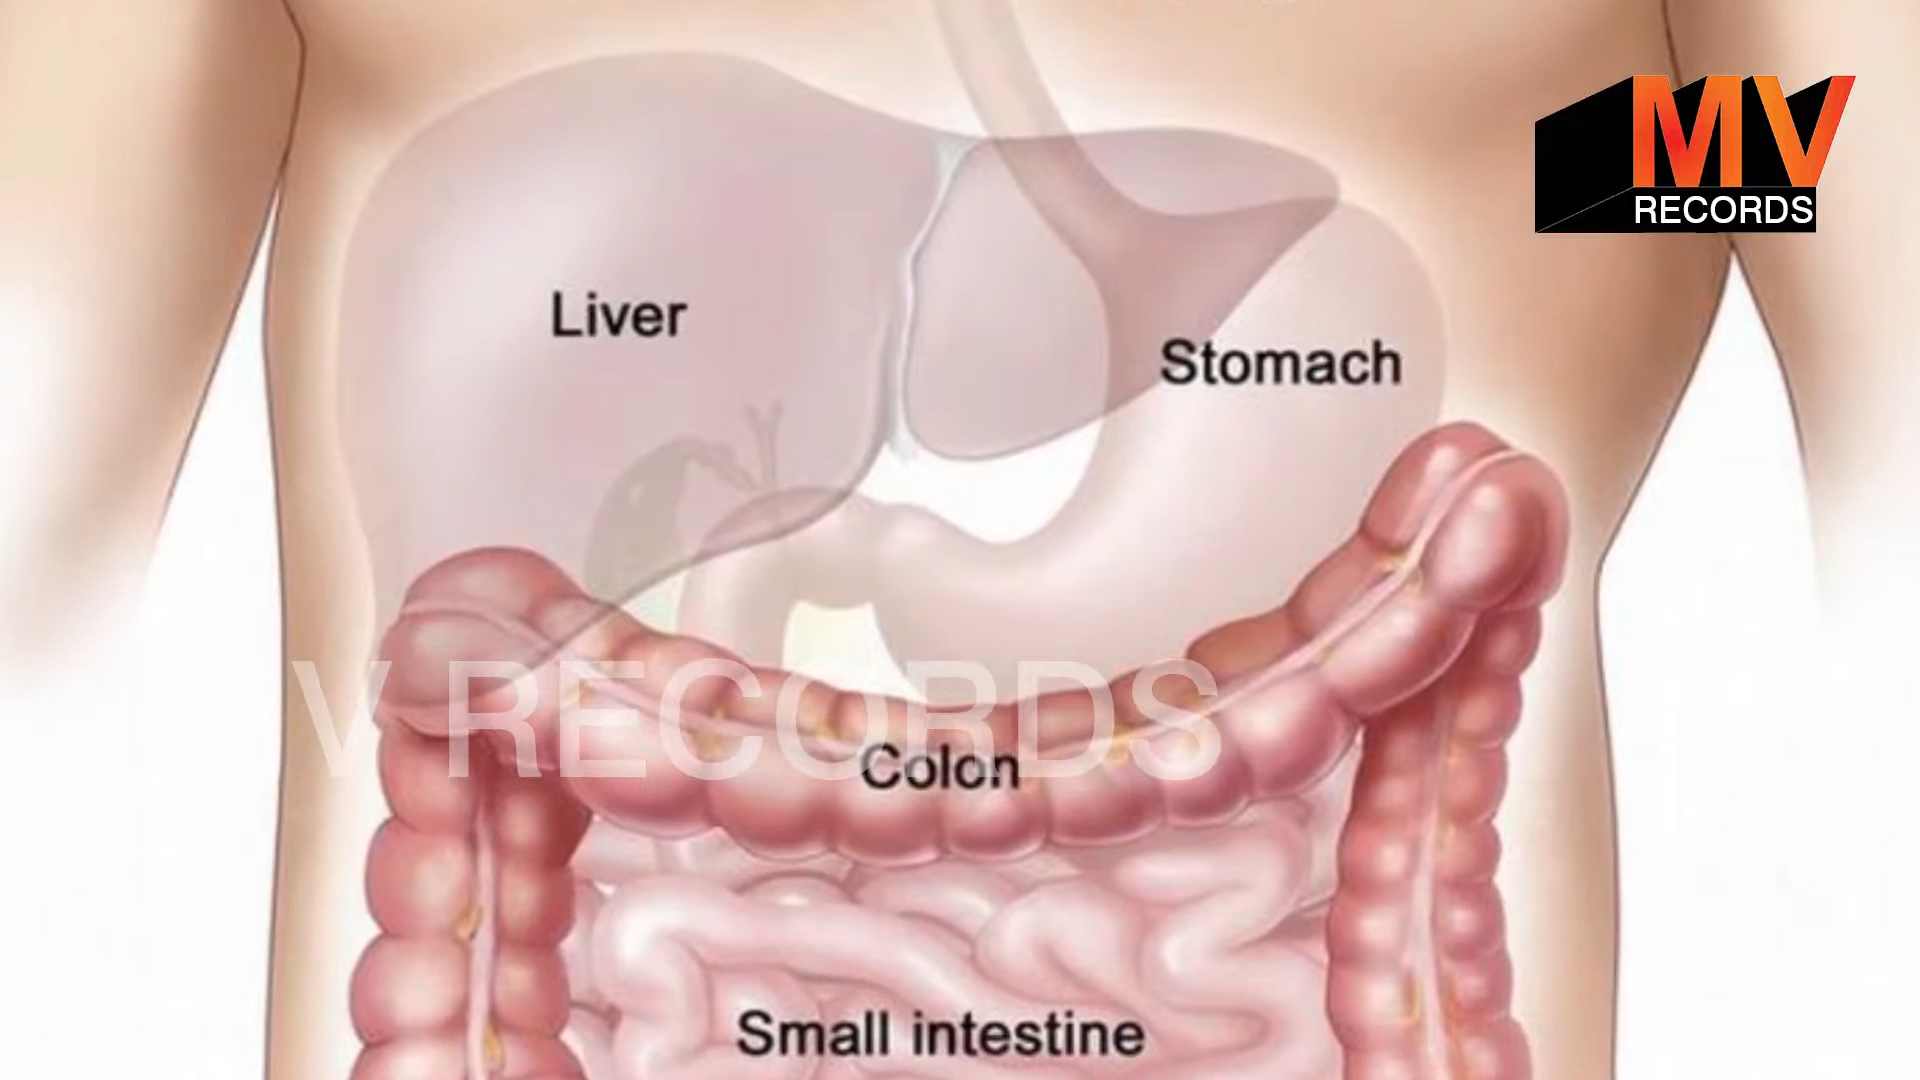 MV
RECORDS
Liver
Stomach
V RECORDS
Colon
Small intestine